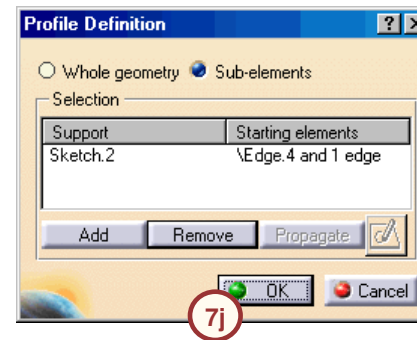 Profile Definition
Whole geometry Sub-elements
Selection
Support Starting elements
Sketch.2 \Edge.4 and 1 edge
Add Remove Propagate
OK Cancel
7j